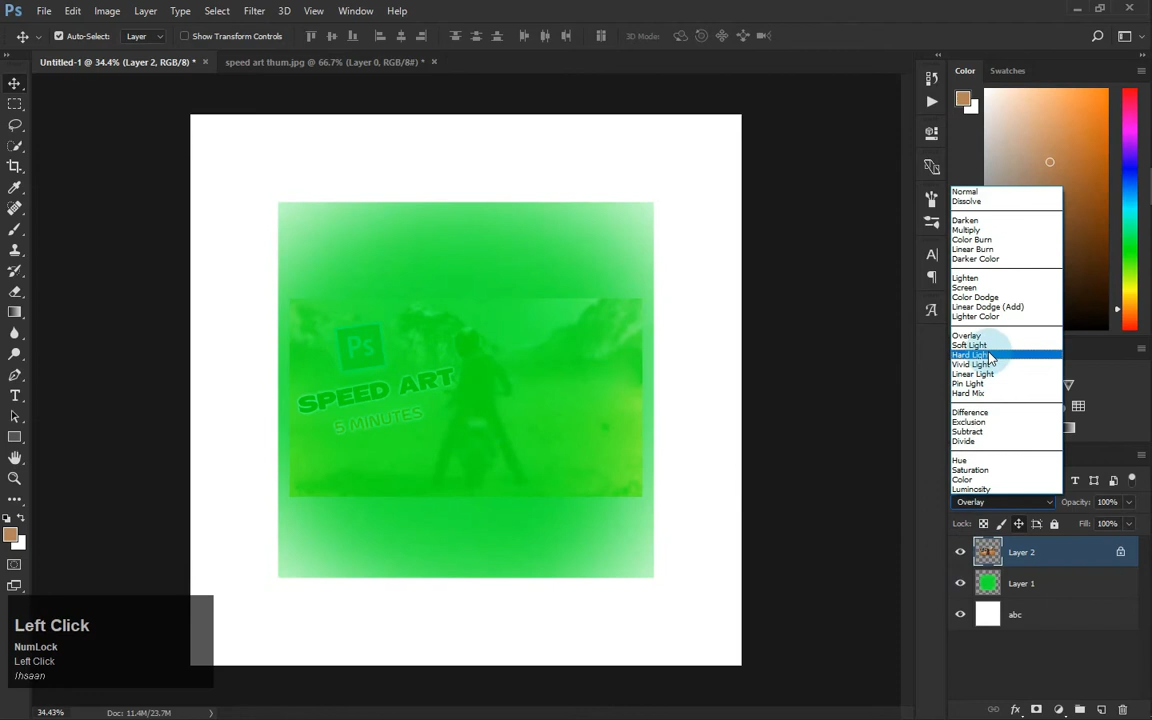 Ps File Edit Image Layer Type Select Filter 3D View Window Help
Auto-Select: Layer Show Transform Controls 3D Mode:
Untitled-1 @ 34.4% (Layer 2, RGB/8) * × speed art thum.jpg @ 66.7% (Layer 0, RGB/8#) * ×
Color Swatches
Normal
Dissolve
Darken
Multiply
Color Burn
Linear Burn
Darker Color
Lighten
Screen
Color Dodge
Linear Dodge (Add)
Lighter Color
Overlay
Soft Light
Hard Light
Vivid Light
Linear Light
Pin Light
Hard Mix
Difference
Exclusion
Subtract
Divide
Hue
Saturation
Color
Luminosity
Ps
SPEED ART
5 MINUTES
Overlay Opacity: 100%
Lock: Fill: 100%
Layer 2
Layer 1
abc
Left Click
NumLock
Left Click
Ihsaan
34.43% Doc: 11.4M/23.7M